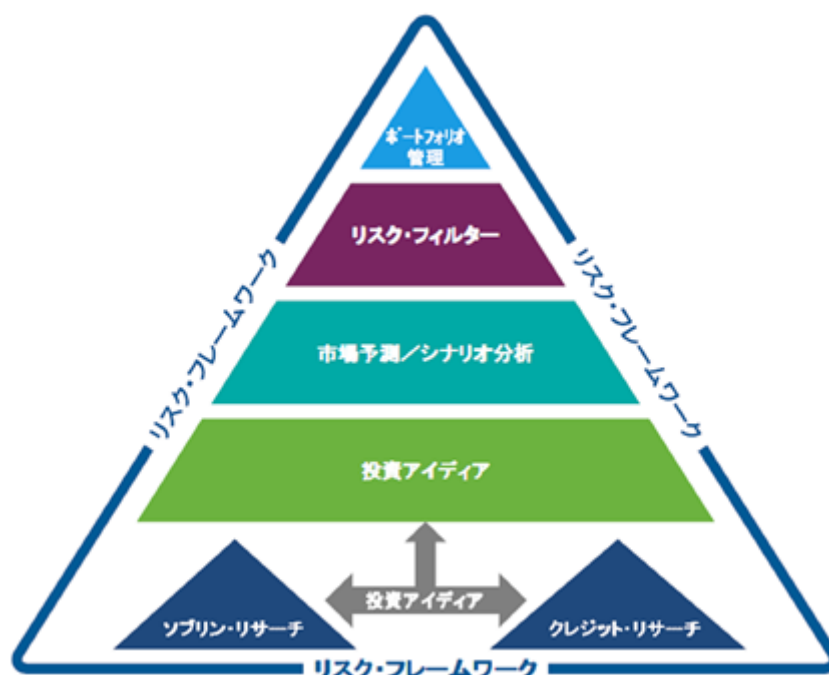 ポートフォリオ
管理
リスク・フィルター
リスク・フレームワーク
リスク・フレームワーク
市場予測／シナリオ分析
投資アイディア
投資アイディア
ソブリン・リサーチ
クレジット・リサーチ
リスク・フレームワーク